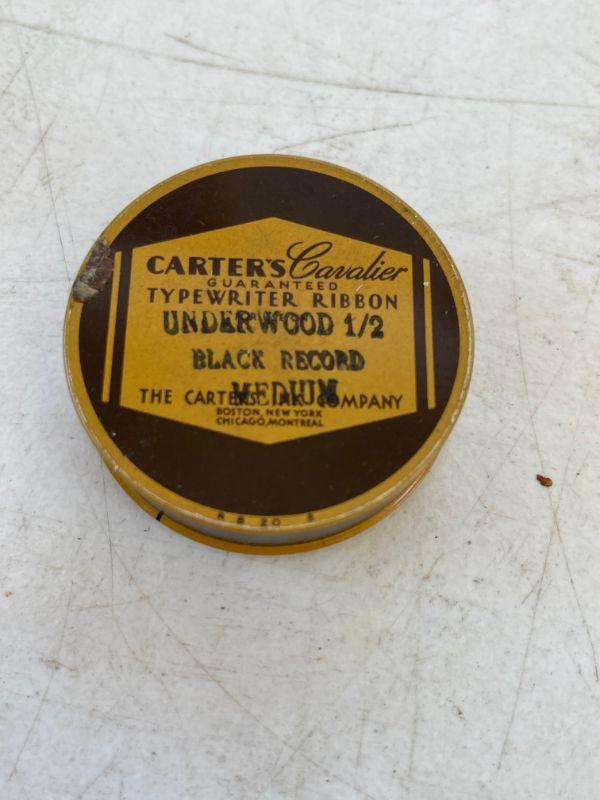 CARTER'S Cavalier
GUARANTEED
TYPEWRITER RIBBON
UNDERWOOD 1/2
BLACK RECORD
MEDIUM
THE CARTER'S INK COMPANY
BOSTON, NEW YORK
CHICAGO, MONTREAL